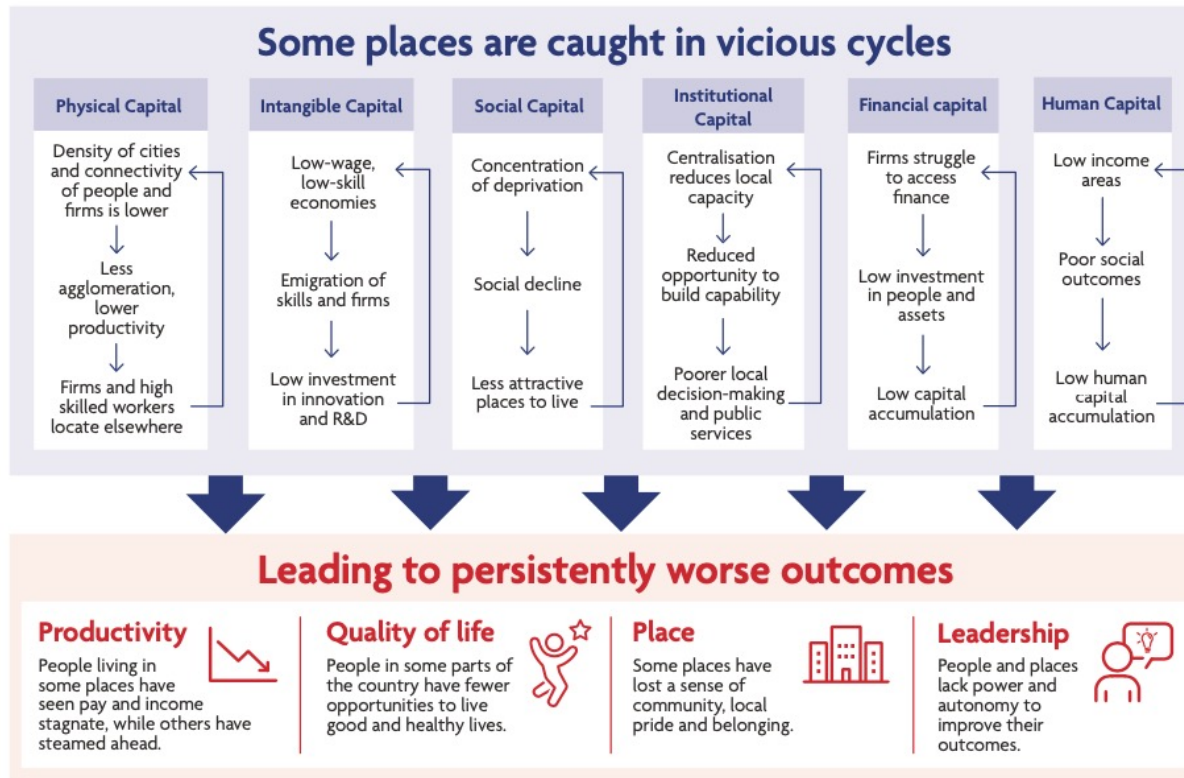 Some places are caught in vicious cycles
Physical Capital
Density of cities
and connectivity
of people and
firms is lower
Less
agglomeration,
lower
productivity
Firms and high
skilled workers
locate elsewhere
Intangible Capital
Low-wage,
low-skill
economies
Emigration of
skills and firms
Low investment
in innovation
and R&D
Social Capital
Concentration
of deprivation
Social decline
Less attractive
places to live
Institutional
Capital
Centralisation
reduces local
capacity
Reduced
opportunity to
build capability
Poorer local
decision-making
and public
services
Financial capital
Firms struggle
to access
finance
Low investment
in people and
assets
Low capital
accumulation
Human Capital
Low income
areas
Poor social
outcomes
Low human
capital
accumulation
Leading to persistently worse outcomes
Productivity
People living in
some places have
seen pay and income
stagnate, while others have
steamed ahead.
Quality of life
People in some parts of
the country have fewer
opportunities to live
good and healthy lives.
Place
Some places have
lost a sense of
community, local
pride and belonging.
Leadership
People and places
lack power and
autonomy to
improve their
outcomes.